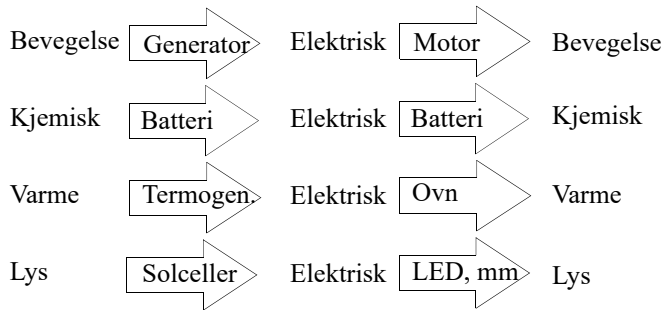 Bevegelse Generator Elektrisk Motor Bevegelse
Kjemisk Batteri Elektrisk Batteri Kjemisk
Varme Termogen. Elektrisk Ovn Varme
Lys Solceller Elektrisk LED, mm Lys